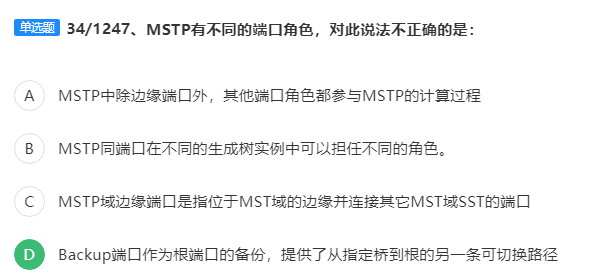 单选题 34/1247、MSTP有不同的端口角色，对此说法不正确的是：
A MSTP中除边缘端口外，其他端口角色都参与MSTP的计算过程
B MSTP同端口在不同的生成树实例中可以担任不同的角色。
C MSTP域边缘端口是指位于MST域的边缘并连接其它MST域SST的端口
D Backup端口作为根端口的备份，提供了从指定桥到根的另一条可切换路径